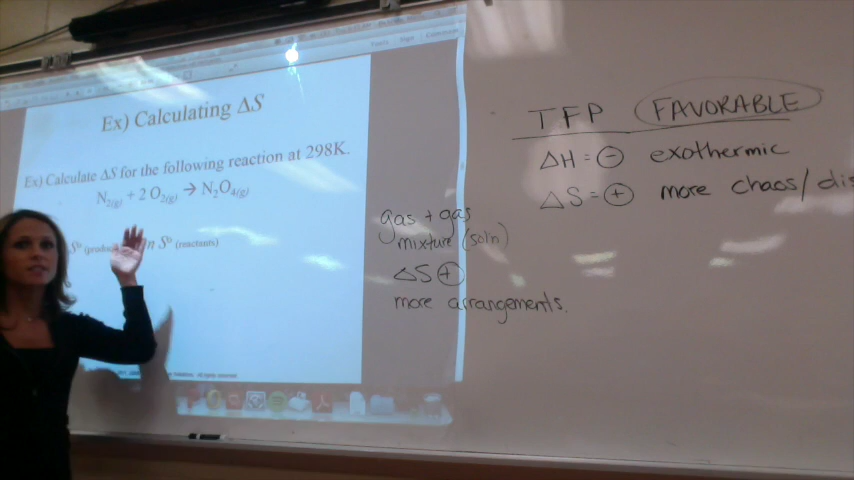 Ex) Calculating ΔS
Ex) Calculate ΔS for the following reaction at 298K.
N2(g) + 2 O2(g) → N2O4(g)
S° (reactants)
gas + gas
mixture (sol'n)
ΔS ⊕
more arrangements.
TFP FAVORABLE
ΔH = ⊖ exothermic
ΔS = ⊕ more chaos/